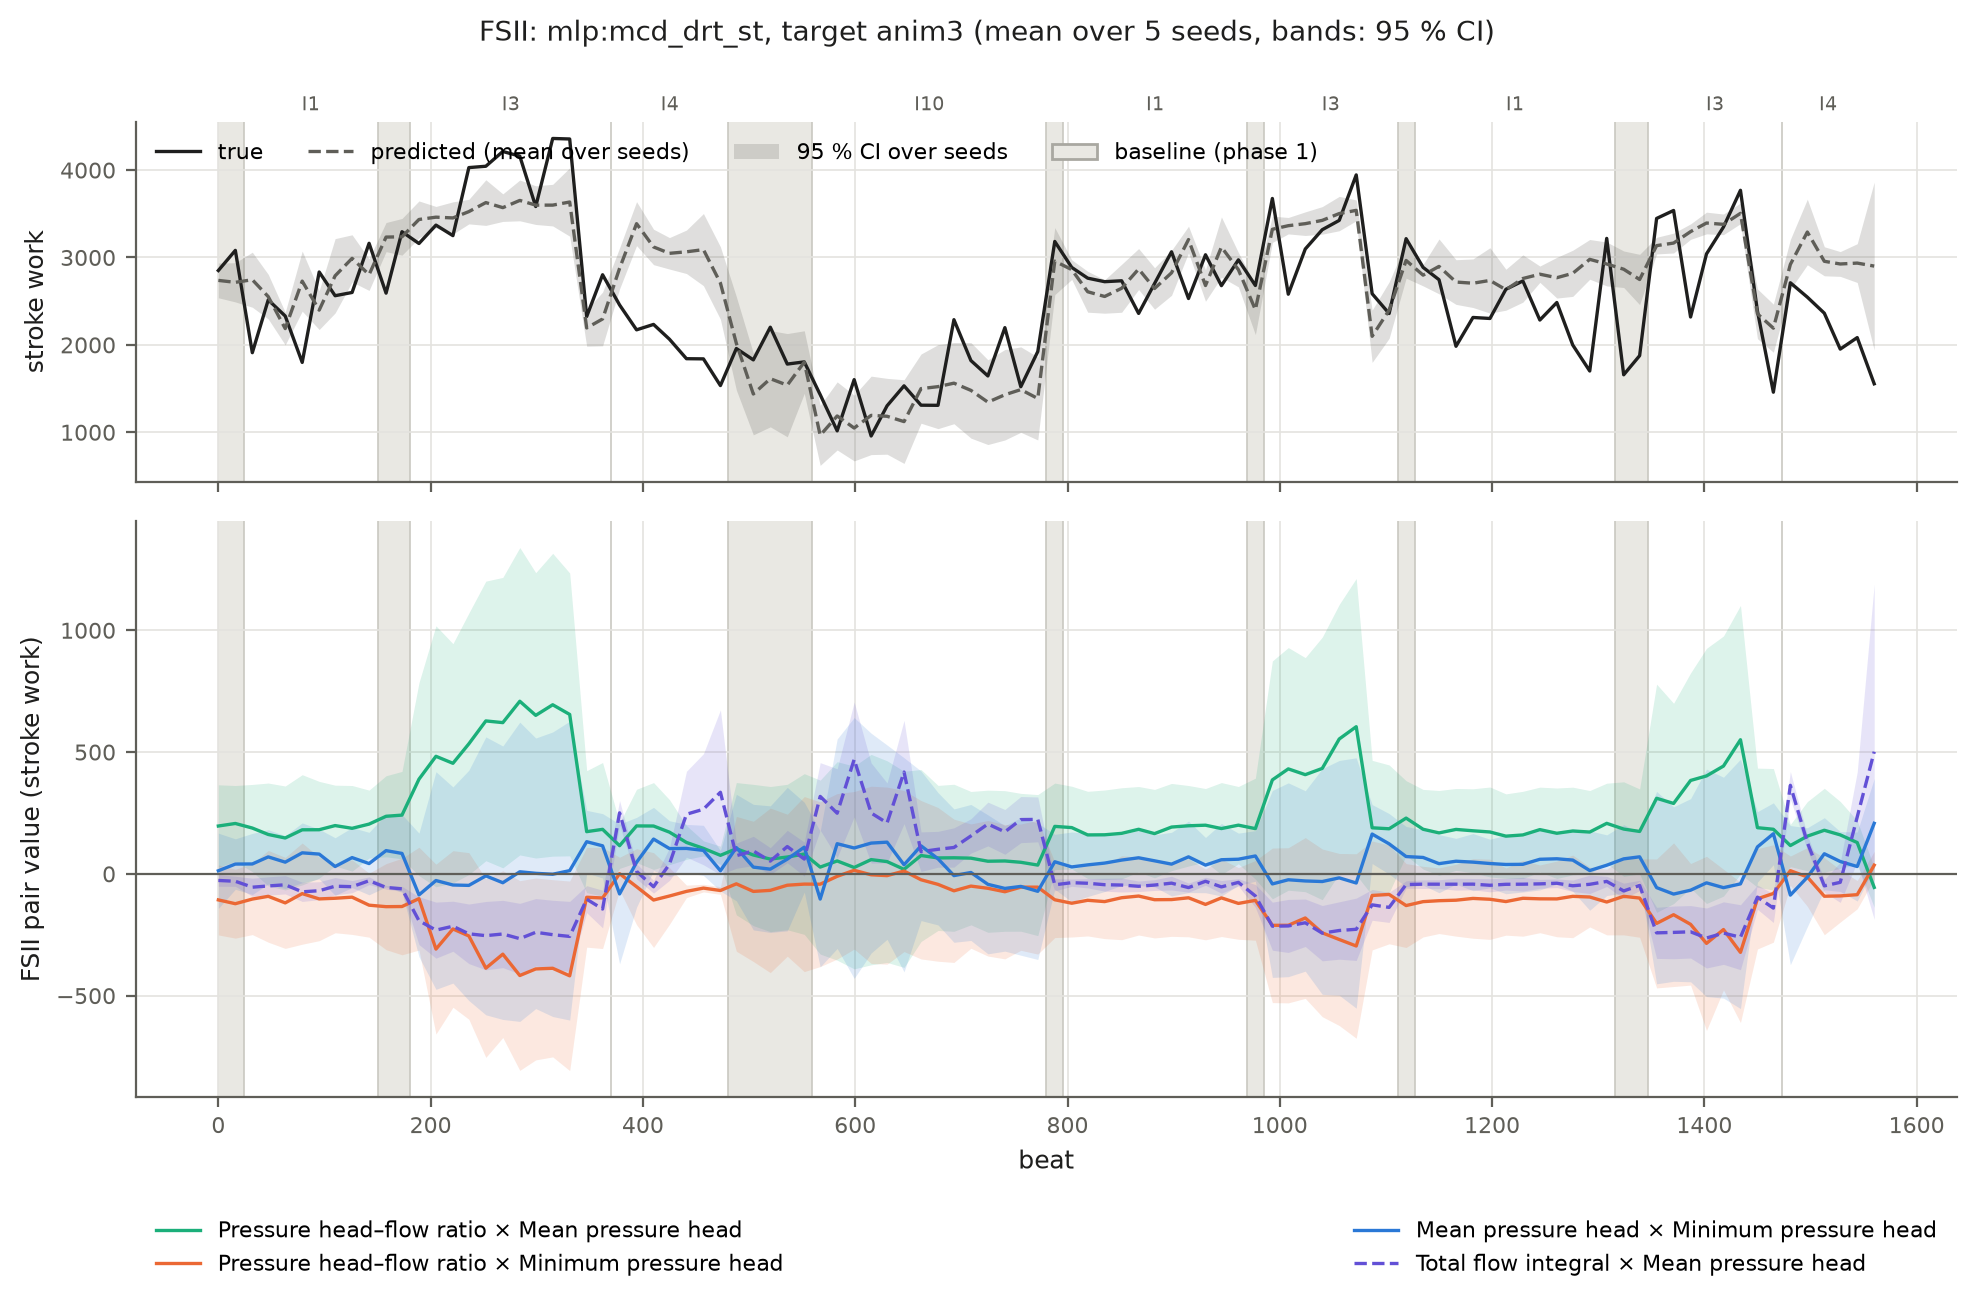 FSII: mlp:mcd_drt_st, target anim3 (mean over 5 seeds, bands: 95 % CI)
I1 I3 I4 I10 I1 I3 I1 I3 I4
true predicted (mean over seeds) 95 % CI over seeds baseline (phase 1)
stroke work
4000
3000
2000
1000
FSII pair value (stroke work)
1000
500
0
−500
0 200 400 600 800 1000 1200 1400 1600
beat
Pressure head–flow ratio × Mean pressure head
Pressure head–flow ratio × Minimum pressure head
Mean pressure head × Minimum pressure head
Total flow integral × Mean pressure head